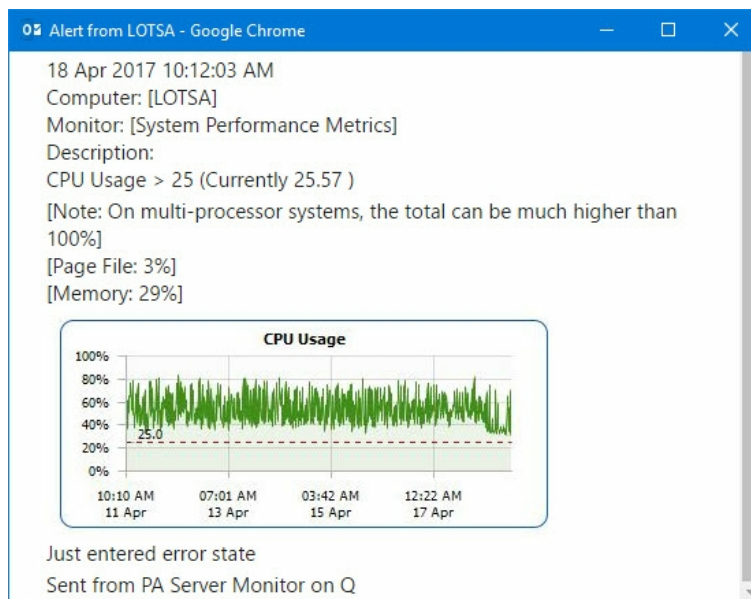 Alert from LOTSA - Google Chrome
18 Apr 2017 10:12:03 AM
Computer: [LOTSA]
Monitor: [System Performance Metrics]
Description:
CPU Usage > 25 (Currently 25.57 )
[Note: On multi-processor systems, the total can be much higher than
100%]
[Page File: 3%]
[Memory: 29%]
CPU Usage
100%
80%
60%
40%
25.0
20%
0%
10:10 AM 07:01 AM 03:42 AM 12:22 AM
11 Apr 13 Apr 15 Apr 17 Apr
Just entered error state
Sent from PA Server Monitor on Q